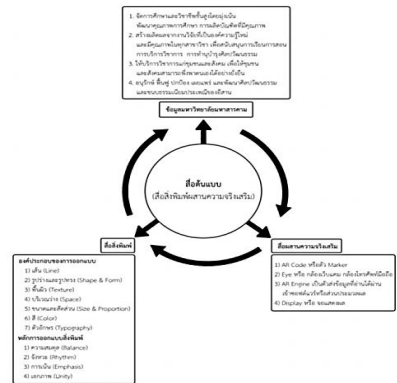 1. จัดการศึกษาและวิชาชีพชั้นสูงโดยมุ่งเน้น
พัฒนาคุณภาพการศึกษา การผลิตบัณฑิตที่มีคุณภาพ
2. สร้างผลิตผลจากงานวิจัยที่เป็นองค์ความรู้ใหม่
และมีคุณภาพในทุกสาขาวิชา เพื่อสนับสนุนการเรียนการสอน
การบริการวิชาการ การทำนุบำรุงศิลปวัฒนธรรม
3. ให้บริการวิชาการแก่ชุมชนและสังคม เพื่อให้ชุมชน
และสังคมสามารถพึ่งพาตนเองได้อย่างยั่งยืน
4. อนุรักษ์ ฟื้นฟู ปกป้อง เผยแพร่ และพัฒนาศิลปวัฒนธรรม
และขนบธรรมเนียมประเพณีของอีสาน
ข้อมูลมหาวิทยาลัยมหาสารคาม
สื่อต้นแบบ
(สื่อสิ่งพิมพ์ผสานความจริงเสริม)
สื่อสิ่งพิมพ์
องค์ประกอบของการออกแบบ
1) เส้น (Line)
2) รูปร่างและรูปทรง (Shape & Form)
3) พื้นผิว (Texture)
4) บริเวณว่าง (Space)
5) ขนาดและสัดส่วน (Size & Proportion)
6) สี (Color)
7) ตัวอักษร (Typography)
หลักการออกแบบสิ่งพิมพ์
1) ความสมดุล (Balance)
2) จังหวะ (Rhythm)
3) การเน้น (Emphasis)
4) เอกภาพ (Unity)
สื่อผสานความจริงเสริม
1) AR Code หรือตัว Marker
2) Eye หรือ กล้องเว็บแคม กล้องโทรศัพท์มือถือ
3) AR Engine เป็นตัวส่งข้อมูลที่อ่านได้ผ่าน
เข้าซอฟต์แวร์หรือส่วนประมวลผล
4) Display หรือ จอแสดงผล